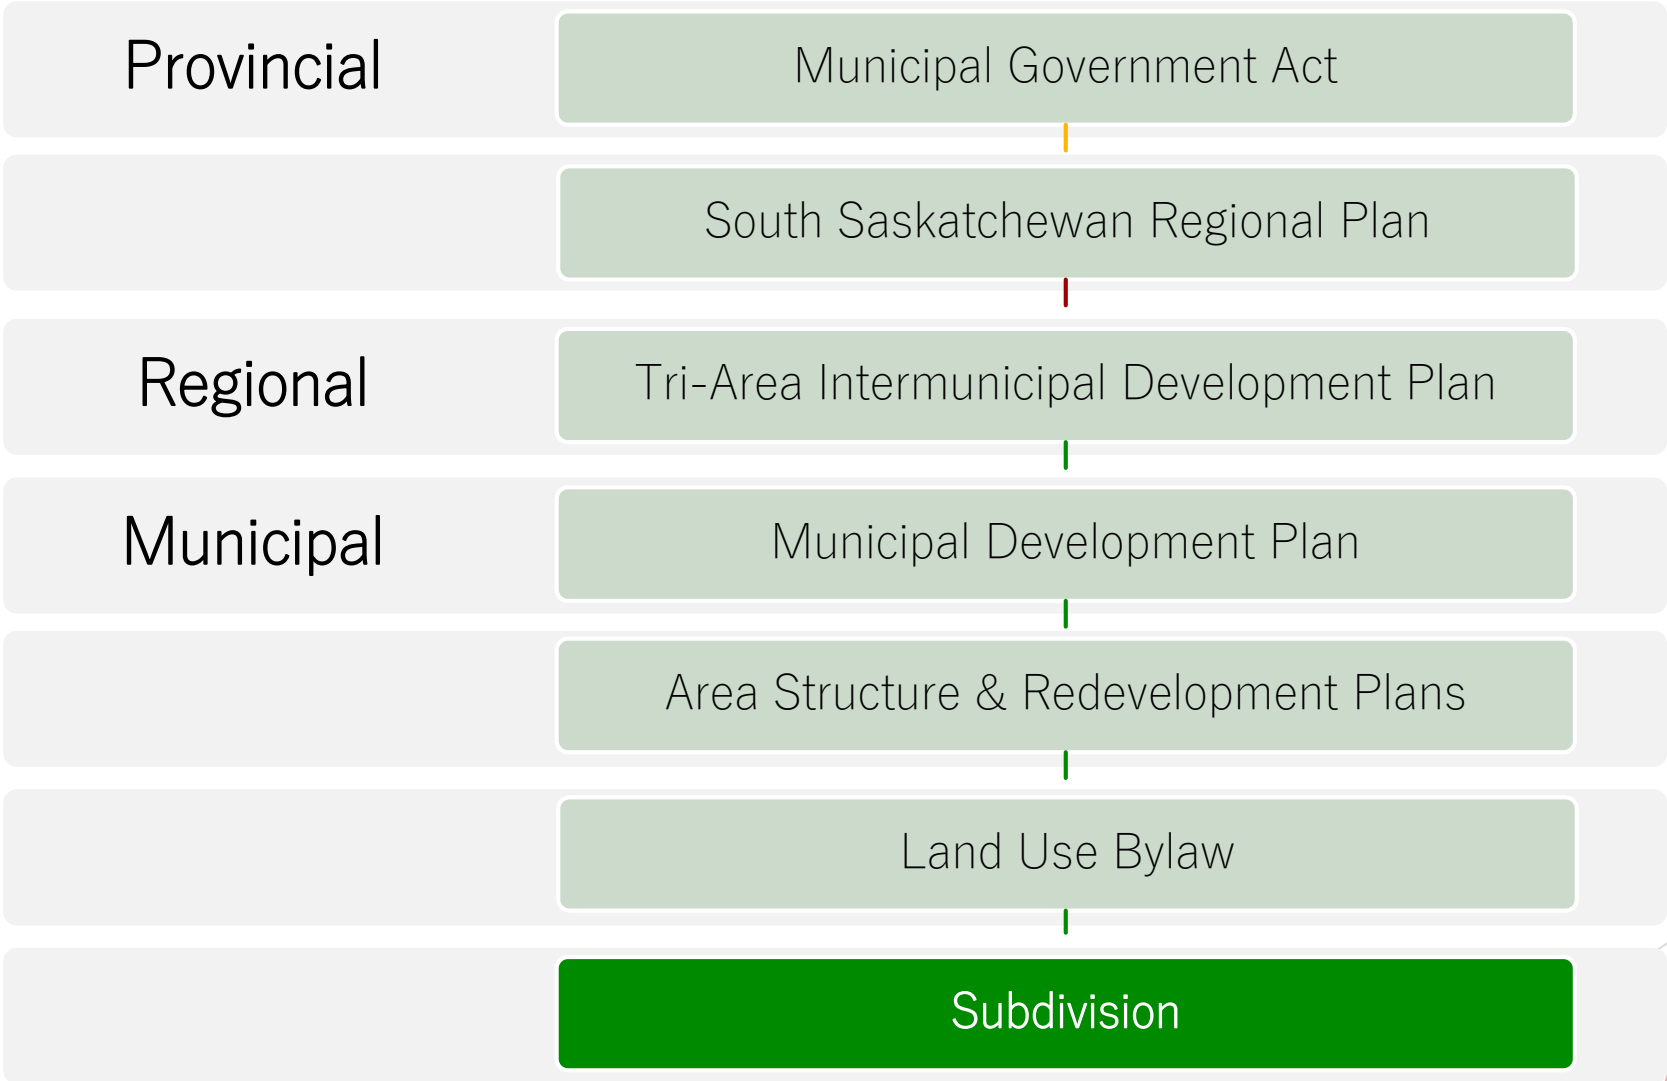 Provincial
Municipal Government Act
South Saskatchewan Regional Plan
Regional
Tri-Area Intermunicipal Development Plan
Municipal
Municipal Development Plan
Area Structure & Redevelopment Plans
Land Use Bylaw
Subdivision